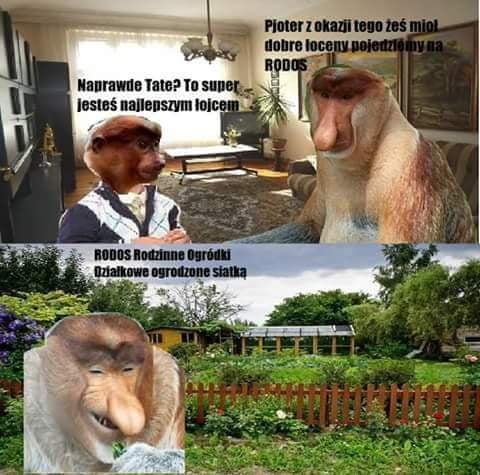 Pjoter z okazji tego żeś mioł
dobre łoceny pojedziemy na
RODOS
Naprawde Tate? To super
jesteś najlepszym łojcem
RODOS Rodzinne Ogródki
Działkowe ogrodzone siatką